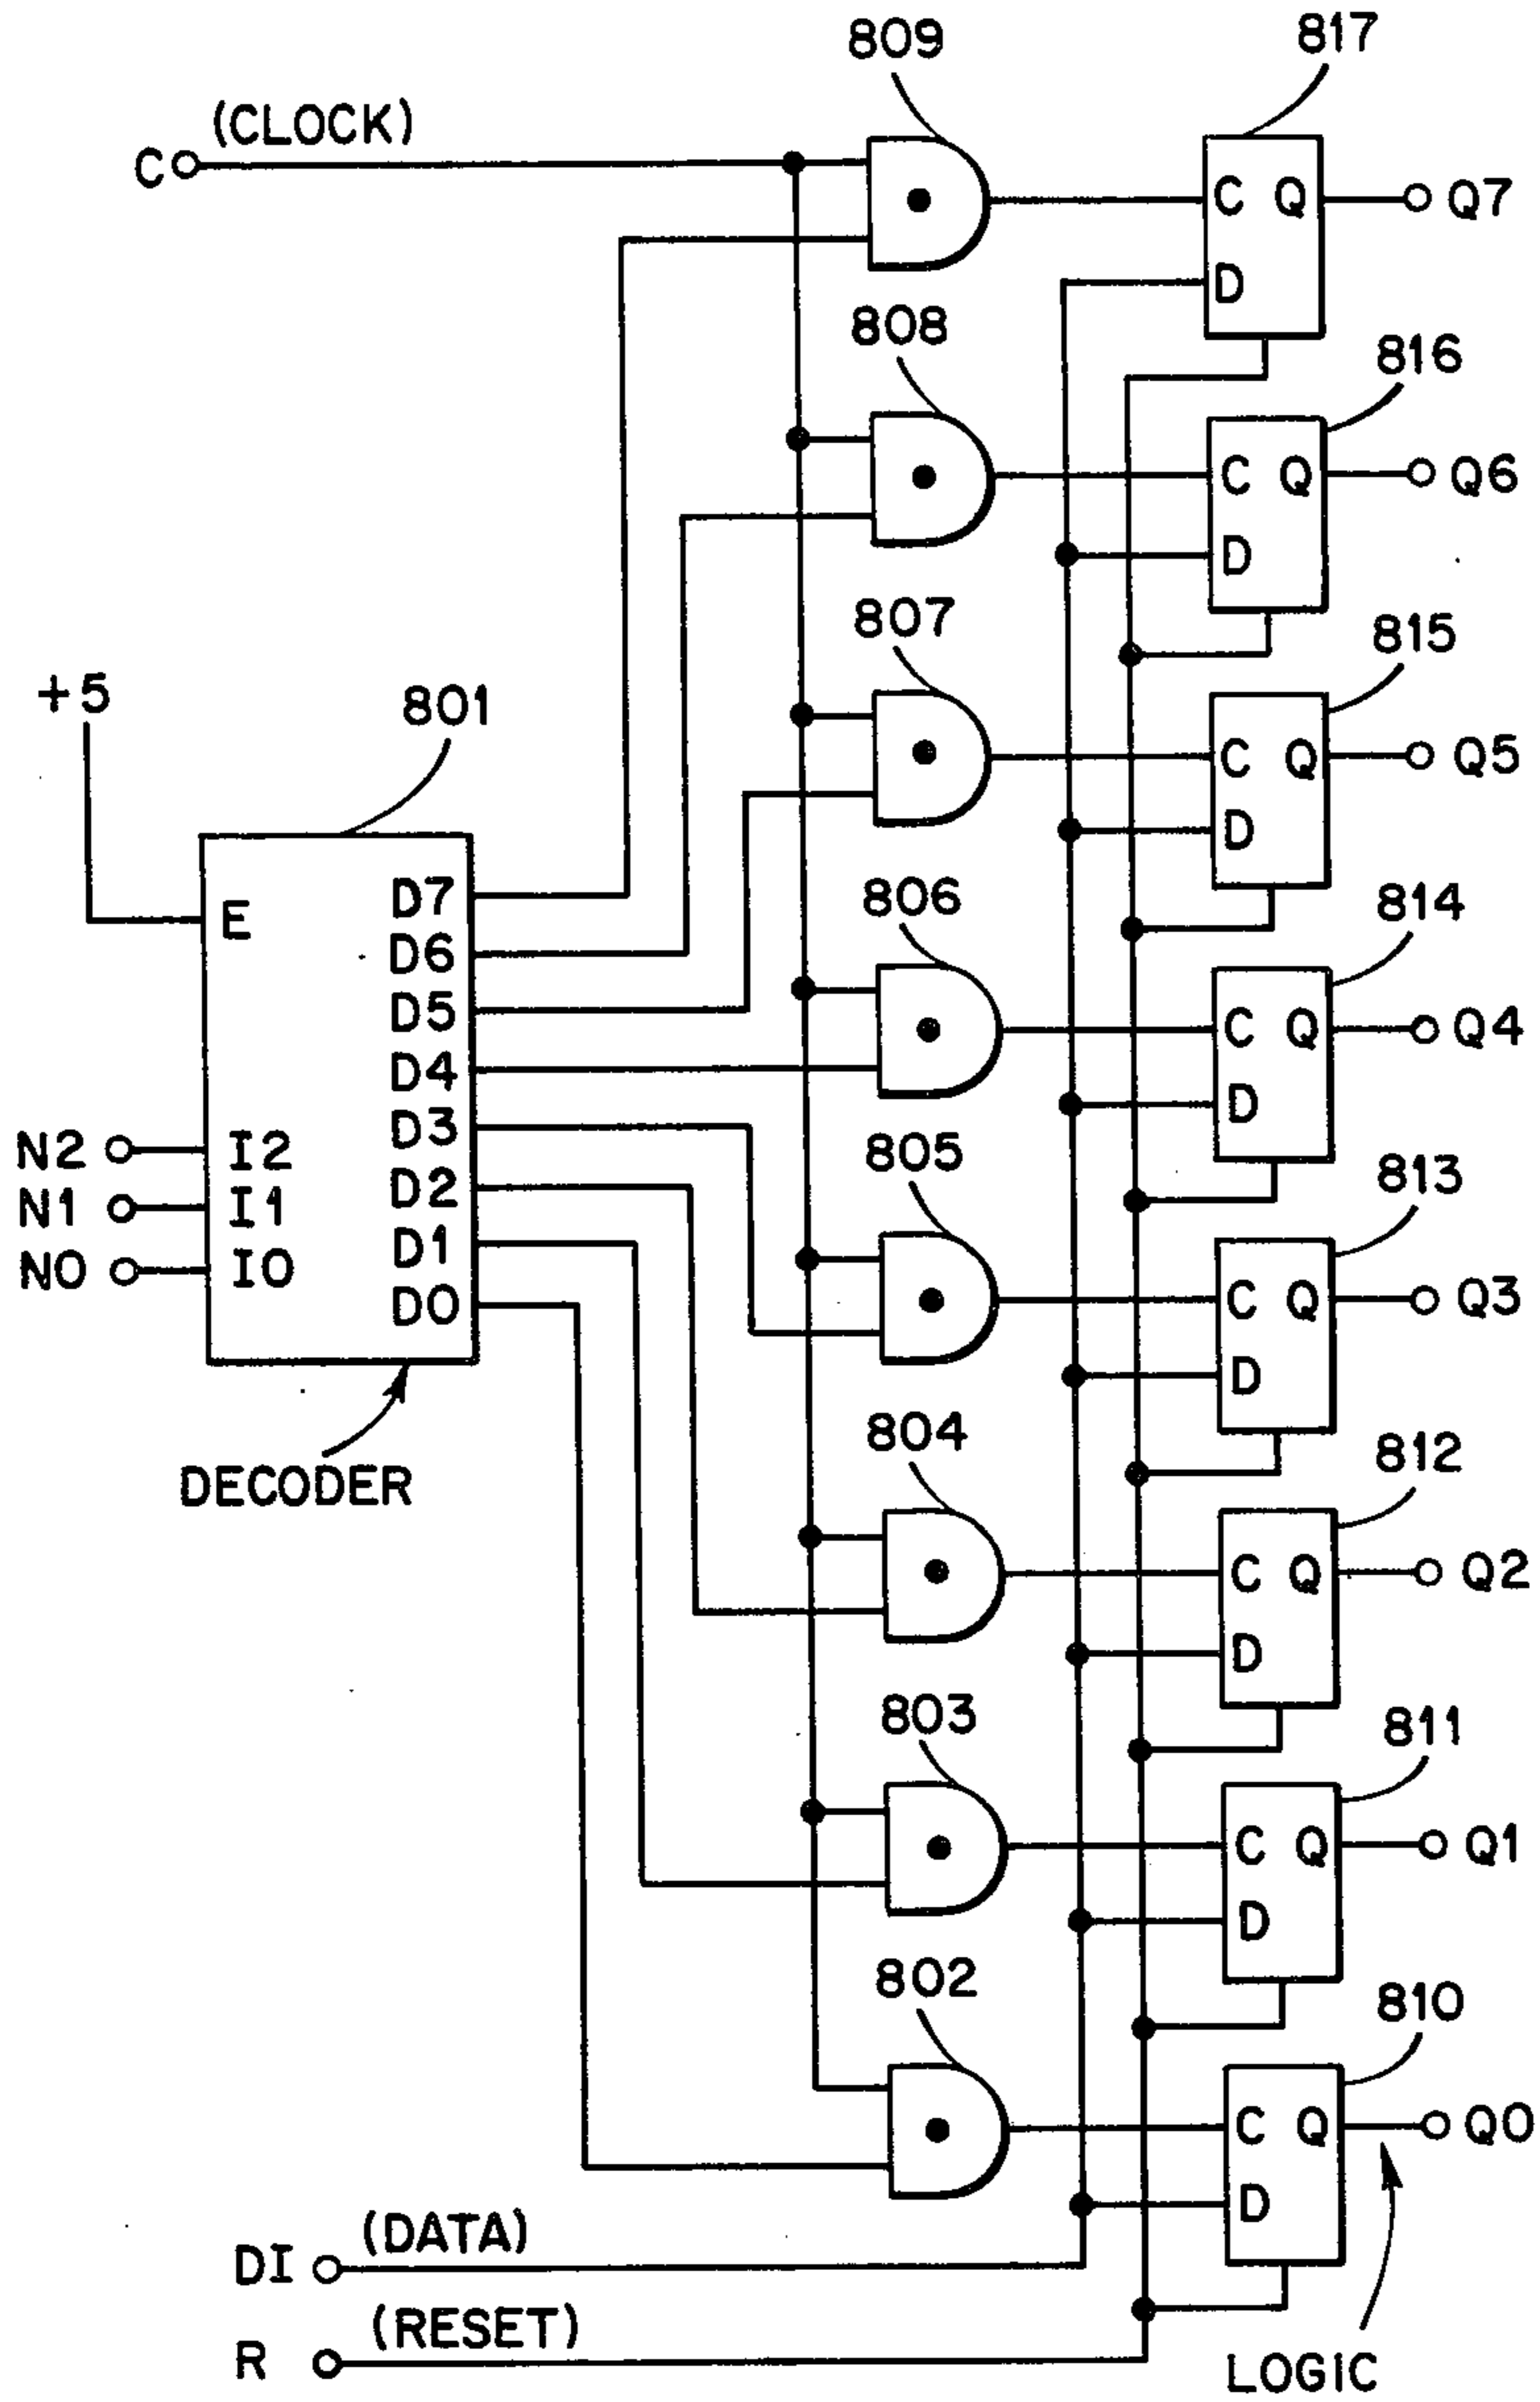 809
817
(CLOCK)
C
C Q
Q7
D
808
816
C Q
Q6
D
807
815
+5
801
C Q
Q5
D
806
814
E
D7
D6
D5
D4
D3
D2
D1
D0
C Q
Q4
D
N2
I2
N1
I1
N0
I0
805
813
C Q
Q3
D
DECODER
804
812
C Q
Q2
D
803
811
C Q
Q1
D
802
810
C Q
Q0
D
(DATA)
DI
(RESET)
R
LOGIC